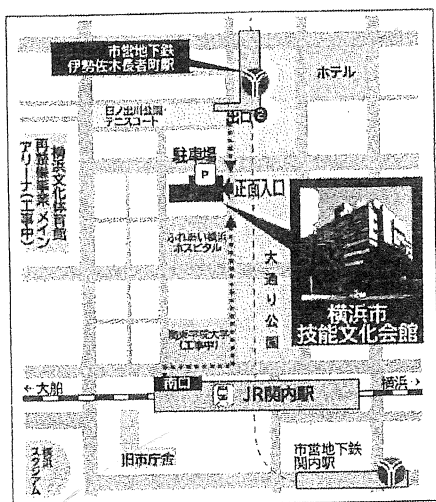 市営地下鉄
伊勢佐木長者町駅
ホテル
日ノ出川公園
テニスコート
出口2
駐車場
P
正面入口
横浜文化体育館
再整備事業メイン
アリーナ(工事中)
ふれあい横浜
ホスピタル
大通り公園
横浜市
技能文化会館
関東学院大学
(工事中)
←大船
南口
JR関内駅
横浜→
横浜
スタジアム
旧市庁舎
市営地下鉄
関内駅